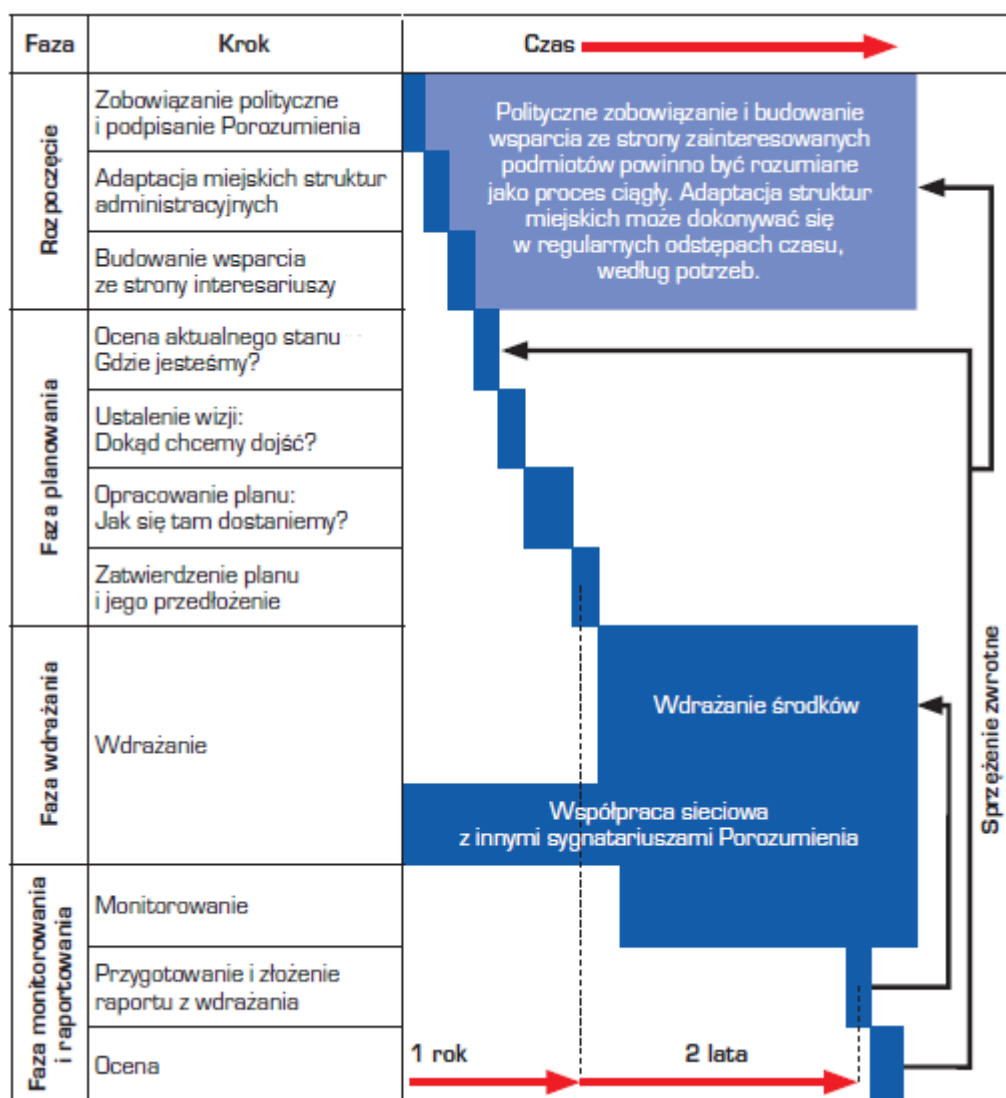 Faza
Krok
Czas
Rozpoczęcie
Zobowiązanie polityczne
i podpisanie Porozumienia
Adaptacja miejskich struktur
administracyjnych
Budowanie wsparcia
ze strony interesariuszy
Polityczne zobowiązanie i budowanie
wsparcia ze strony zainteresowanych
podmiotów powinno być rozumiane
jako proces ciągły. Adaptacja struktur
miejskich może dokonywać się
w regularnych odstępach czasu,
według potrzeb.
Faza planowania
Ocena aktualnego stanu
Gdzie jesteśmy?
Ustalenie wizji:
Dokąd chcemy dojść?
Opracowanie planu:
Jak się tam dostaniemy?
Zatwierdzenie planu
i jego przedłożenie
Faza wdrażania
Wdrażanie
Wdrażanie środków
Współpraca sieciowa
z innymi sygnatariuszami Porozumienia
Sprzężenie zwrotne
Faza monitorowania
i raportowania
Monitorowanie
Przygotowanie i złożenie
raportu z wdrażania
Ocena
1 rok
2 lata